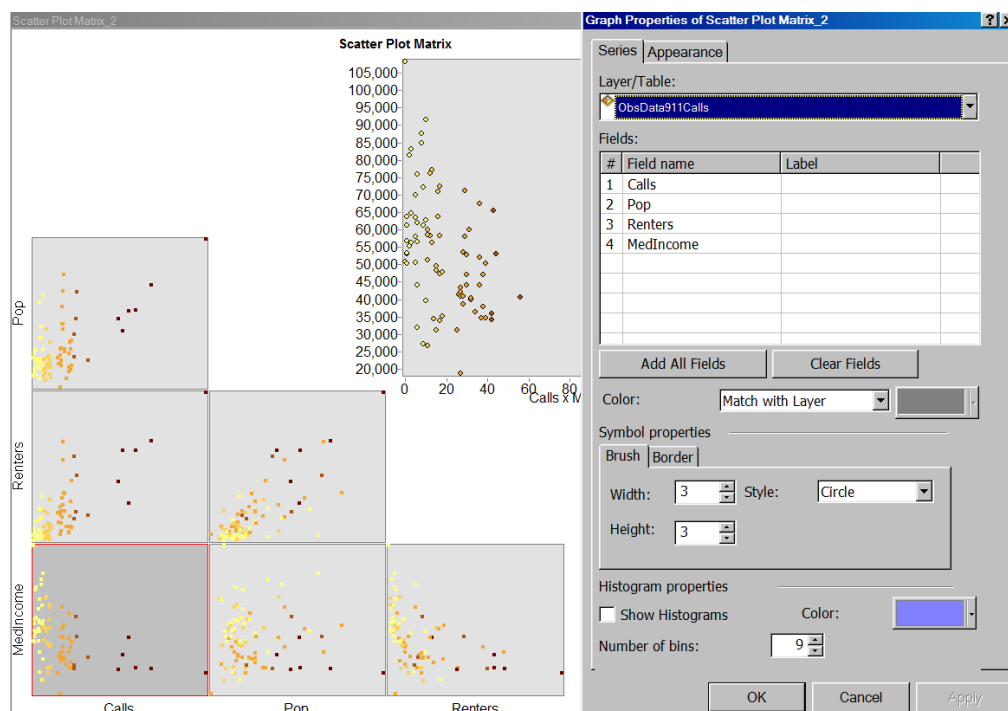 Scatter Plot Matrix_2
Scatter Plot Matrix
105,000
100,000
95,000
90,000
85,000
80,000
75,000
70,000
65,000
60,000
55,000
50,000
45,000
40,000
35,000
30,000
25,000
20,000
0 20 40 60 80
Calls x M
Pop
Renters
MedIncome
Calls Pop Renters
Graph Properties of Scatter Plot Matrix_2
Series Appearance
Layer/Table:
ObsData911Calls
Fields:
# Field name Label
1 Calls
2 Pop
3 Renters
4 MedIncome
Add All Fields Clear Fields
Color: Match with Layer
Symbol properties
Brush Border
Width: 3 Style: Circle
Height: 3
Histogram properties
Show Histograms Color:
Number of bins: 9
OK Cancel Apply